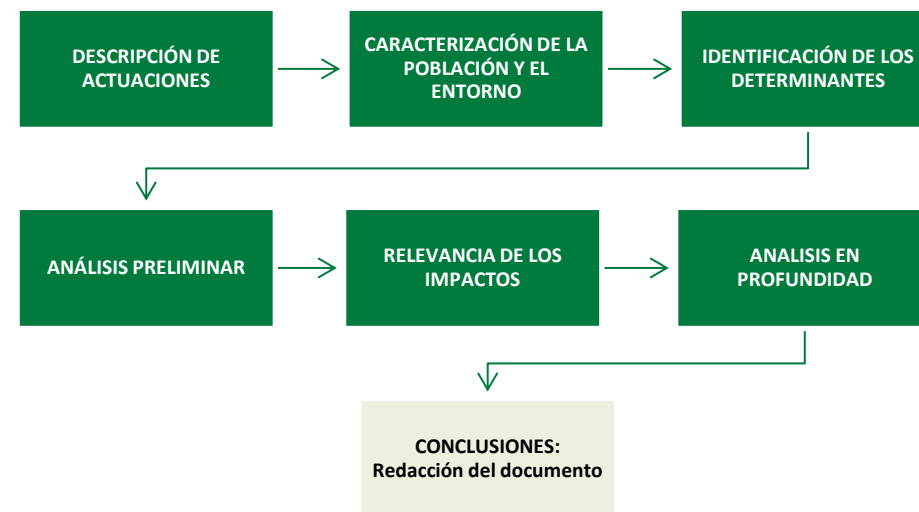 DESCRIPCIÓN DE
ACTUACIONES
CARACTERIZACIÓN DE LA
POBLACIÓN Y EL
ENTORNO
IDENTIFICACIÓN DE LOS
DETERMINANTES
ANÁLISIS PRELIMINAR
RELEVANCIA DE LOS
IMPACTOS
ANALISIS EN
PROFUNDIDAD
CONCLUSIONES:
Redacción del documento